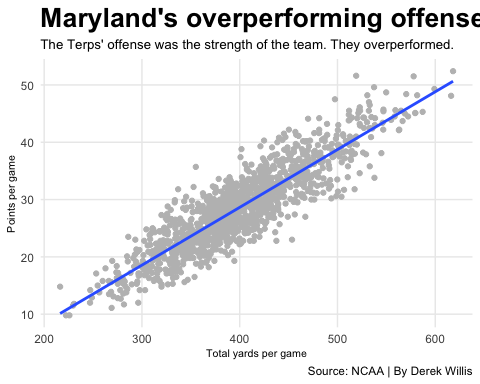 Maryland's overperforming offense
The Terps' offense was the strength of the team. They overperformed.
50
40
30
20
10
Points per game
200
300
400
500
600
Total yards per game
Source: NCAA | By Derek Willis